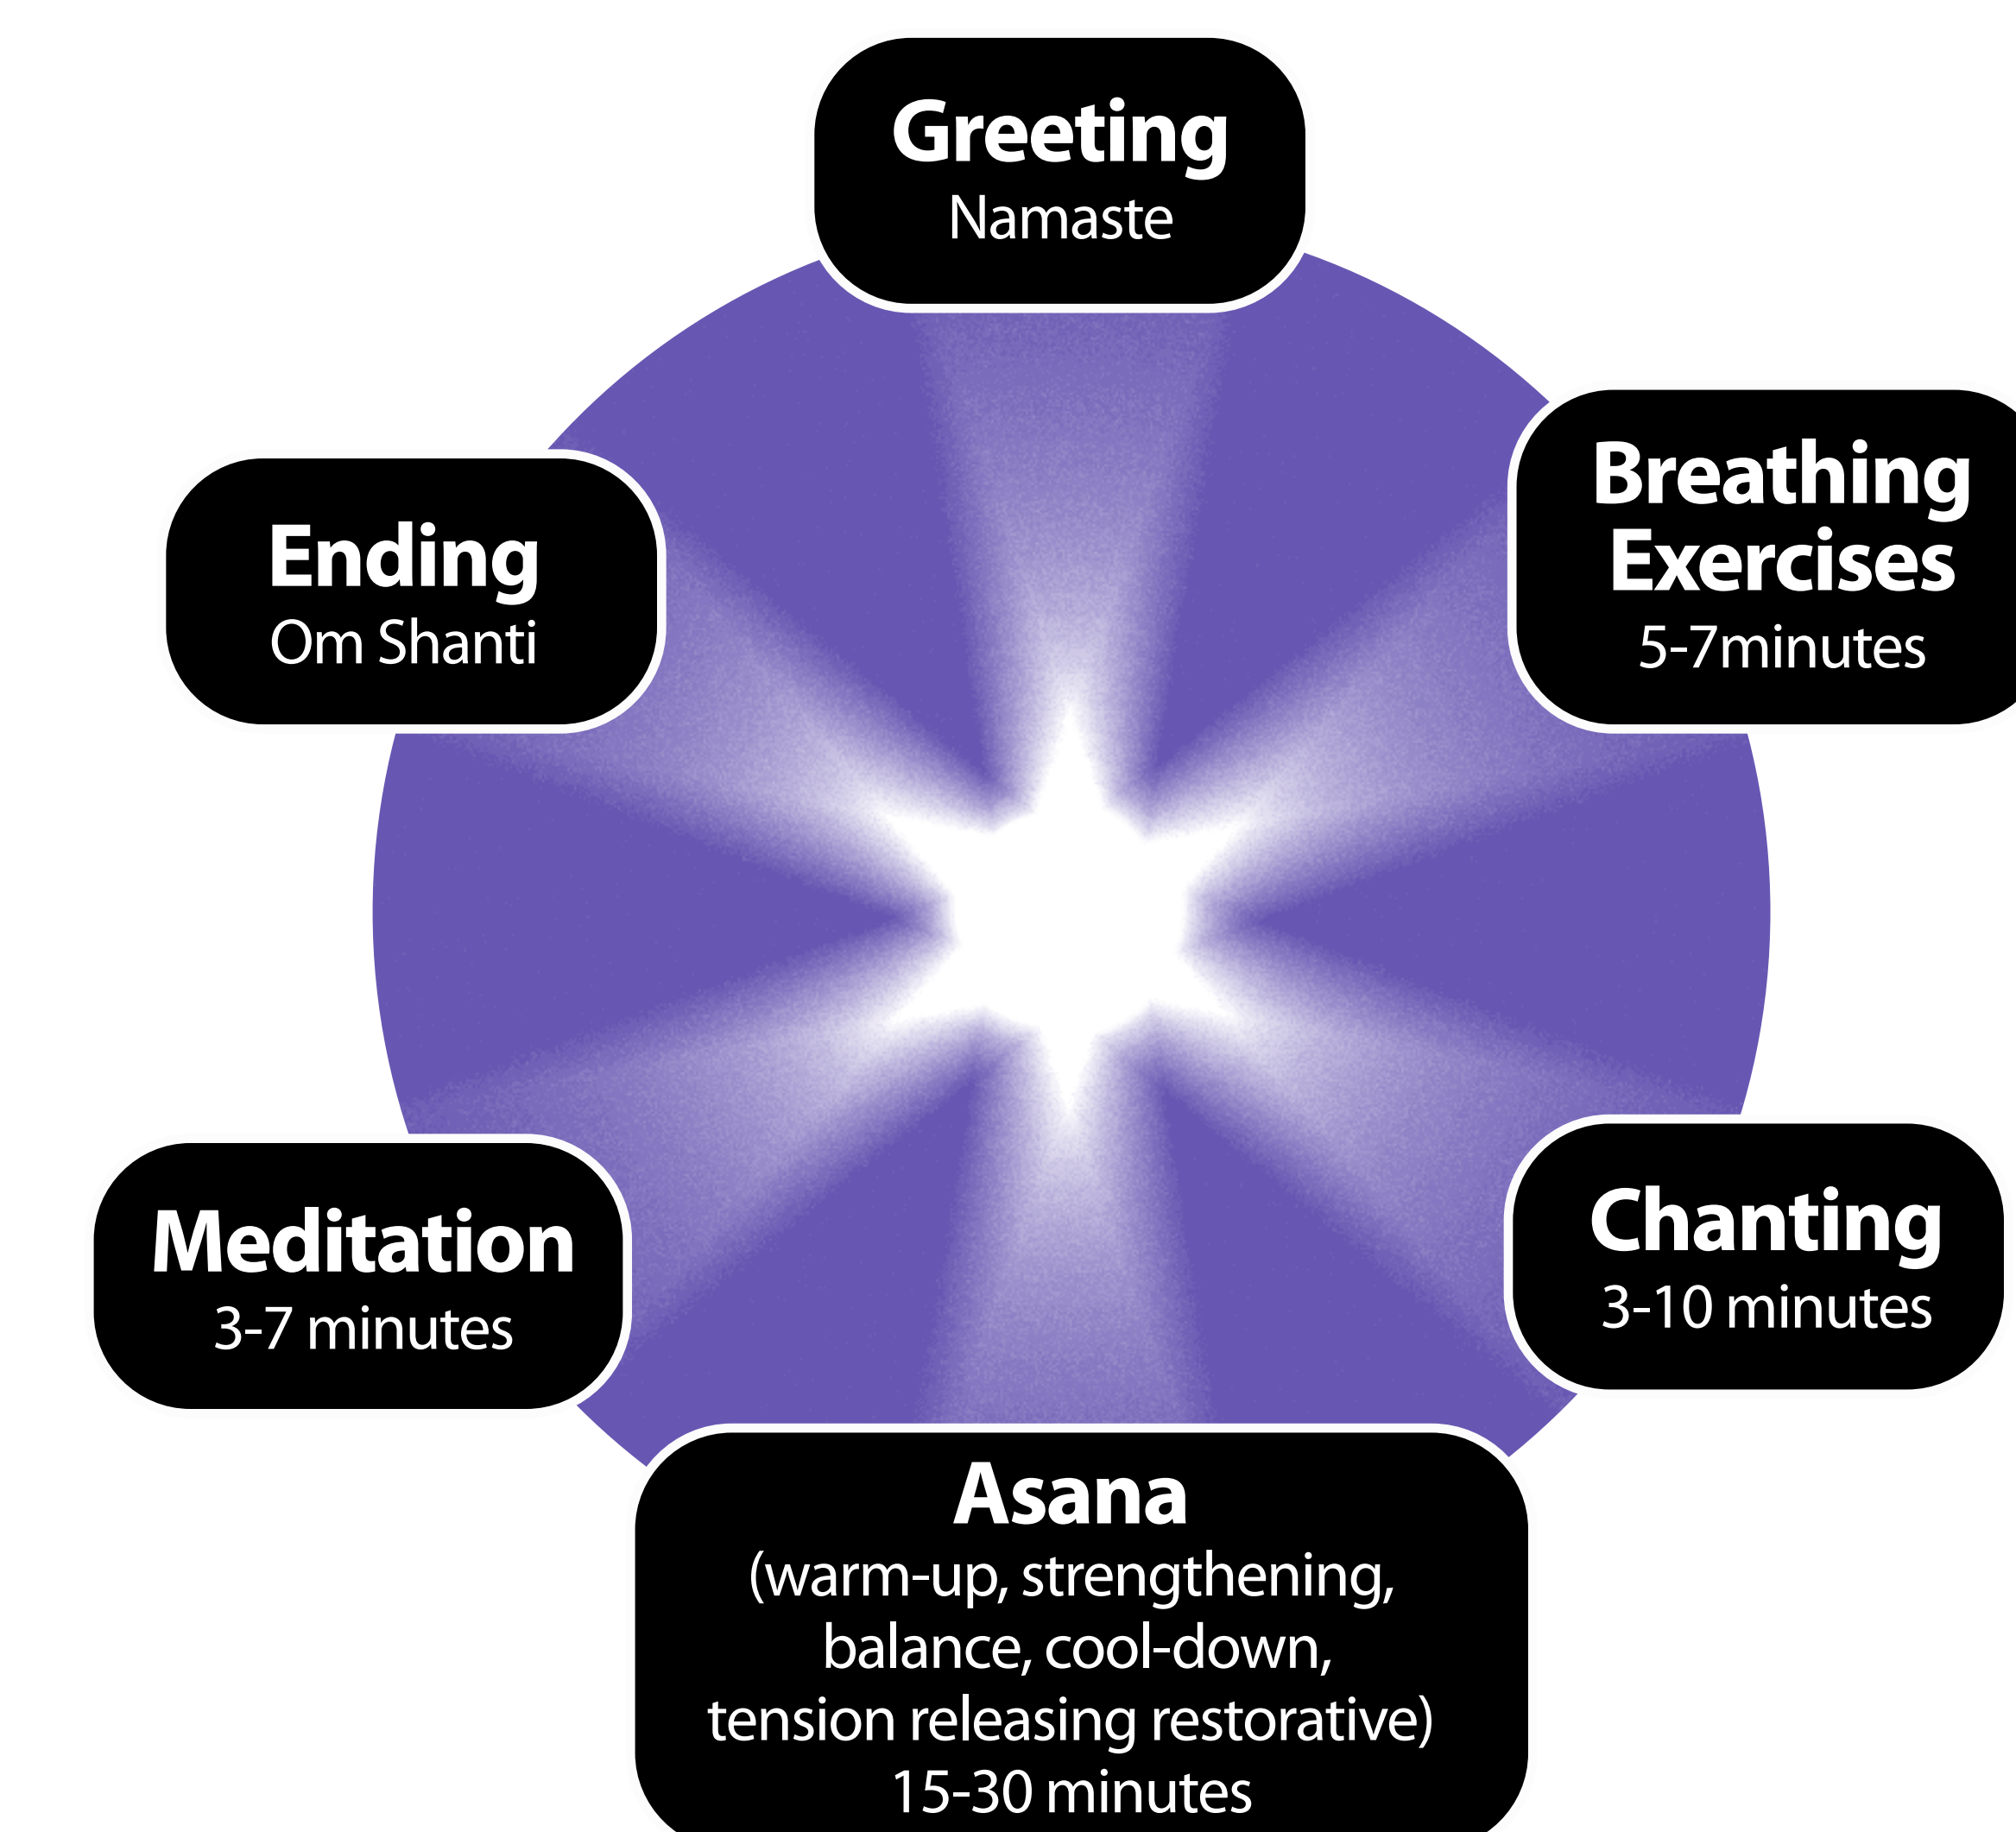 Greeting
Namaste
Breathing
Exercises
5-7minutes
Chanting
3-10 minutes
Asana
(warm-up, strengthening,
balance, cool-down,
tension releasing restorative)
15-30 minutes
Meditation
3-7 minutes
Ending
Om Shanti